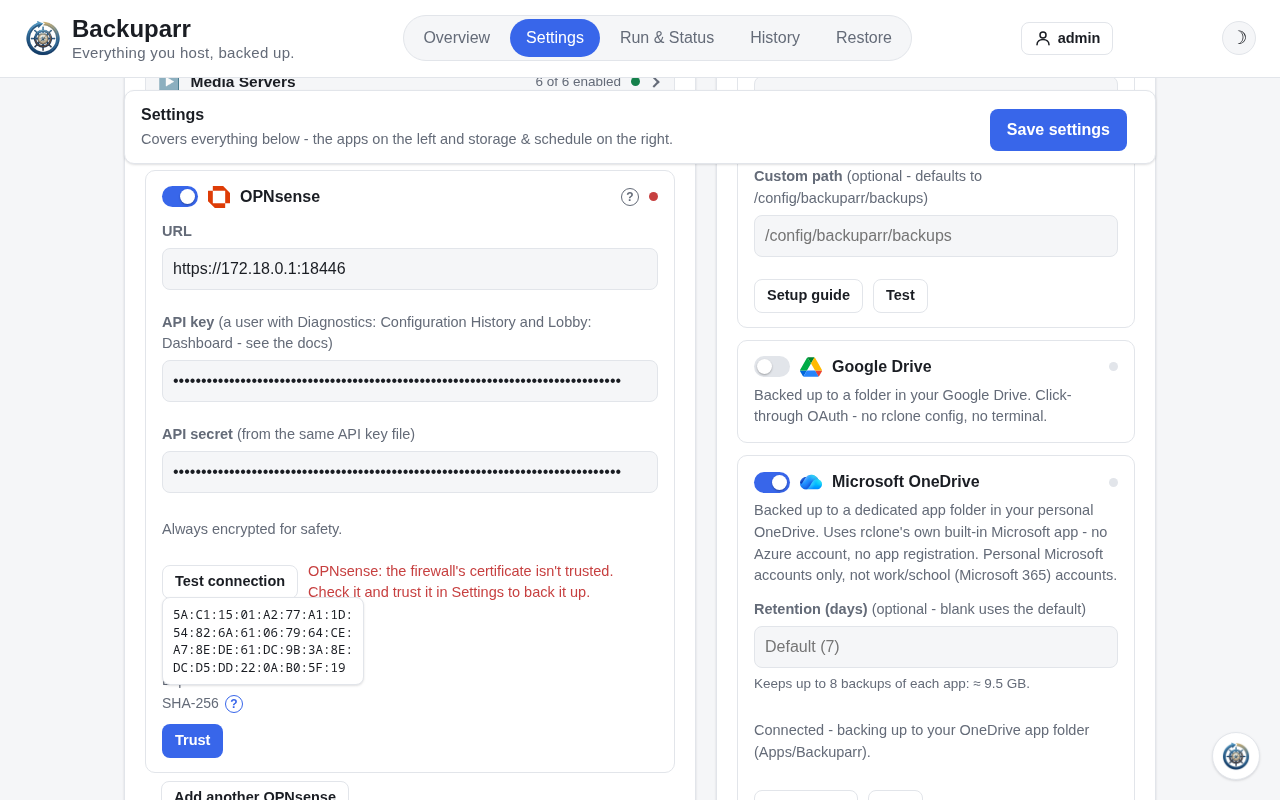 Backuparr
Everything you host, backed up.
Overview
Settings
Run & Status
History
Restore
admin
Media Servers
6 of 6 enabled
Settings
Covers everything below - the apps on the left and storage & schedule on the right.
Save settings
OPNsense
?
URL
https://172.18.0.1:18446
API key (a user with Diagnostics: Configuration History and Lobby:
Dashboard - see the docs)
••••••••••••••••••••••••••••••••••••••••••••••••••••••••••••••••••••••••••••••••
API secret (from the same API key file)
••••••••••••••••••••••••••••••••••••••••••••••••••••••••••••••••••••••••••••••••
Always encrypted for safety.
Test connection
OPNsense: the firewall's certificate isn't trusted.
Check it and trust it in Settings to back it up.
5A:C1:15:01:A2:77:A1:1D:
54:82:6A:61:06:79:64:CE:
A7:8E:DE:61:DC:9B:3A:8E:
DC:D5:DD:22:0A:B0:5F:19
SHA-256 ?
Trust
Add another OPNsense
Custom path (optional - defaults to
/config/backuparr/backups)
/config/backuparr/backups
Setup guide
Test
Google Drive
Backed up to a folder in your Google Drive. Click-
through OAuth - no rclone config, no terminal.
Microsoft OneDrive
Backed up to a dedicated app folder in your personal
OneDrive. Uses rclone's own built-in Microsoft app - no
Azure account, no app registration. Personal Microsoft
accounts only, not work/school (Microsoft 365) accounts.
Retention (days) (optional - blank uses the default)
Default (7)
Keeps up to 8 backups of each app: ≈ 9.5 GB.
Connected - backing up to your OneDrive app folder
(Apps/Backuparr).